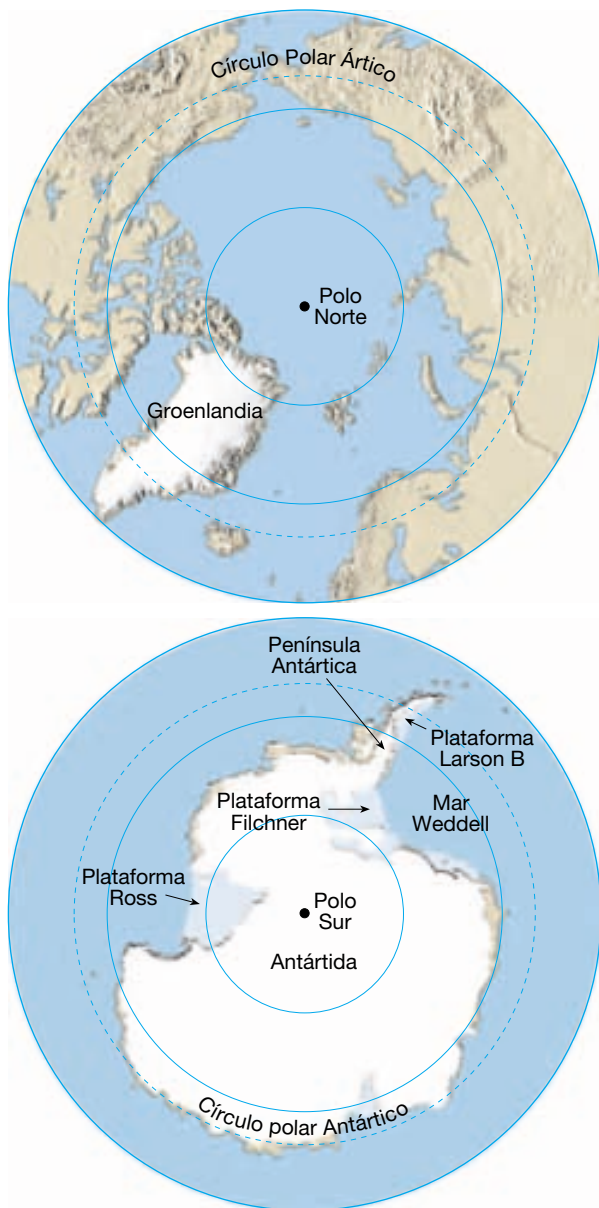 Círculo Polar Ártico
Polo
Norte
Groenlandia
Península
Antártica
Plataforma
Larson B
Plataforma
Filchner
Mar
Weddell
Plataforma
Ross
Polo
Sur
Antártida
Círculo polar Antártico